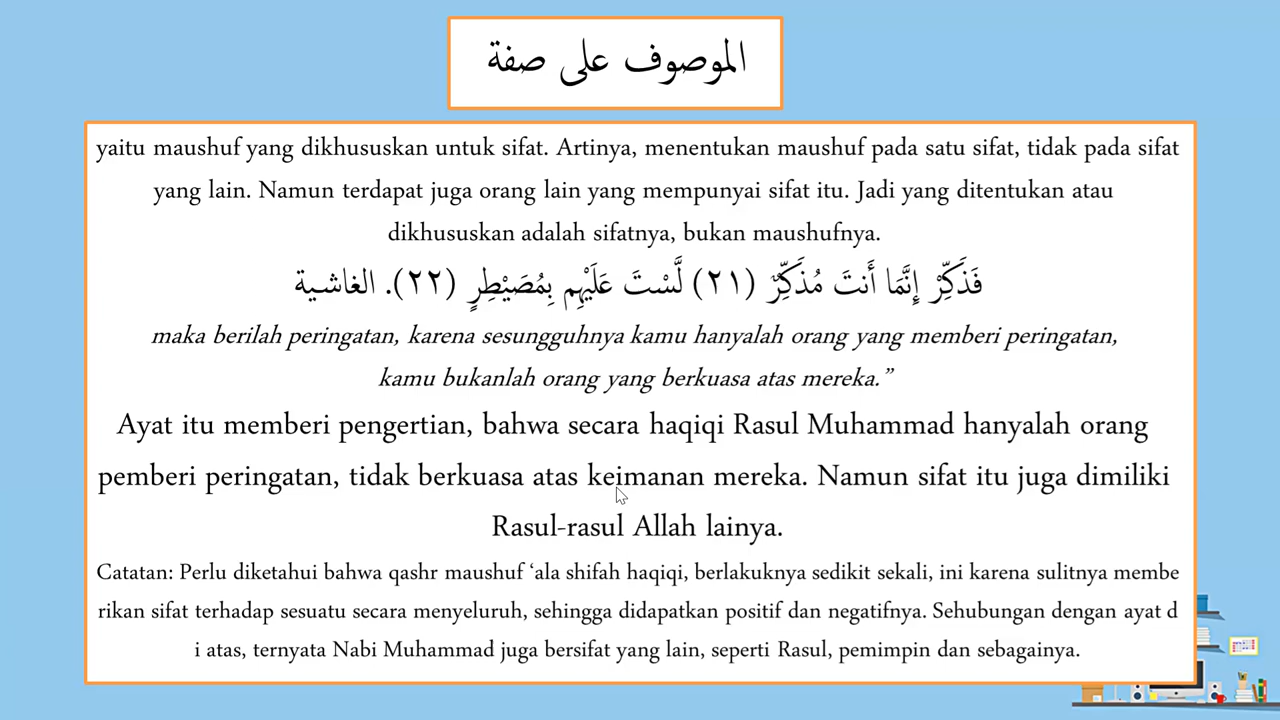 الموصوف على صفة
yaitu maushuf yang dikhususkan untuk sifat. Artinya, menentukan maushuf pada satu sifat, tidak pada sifat
yang lain. Namun terdapat juga orang lain yang mempunyai sifat itu. Jadi yang ditentukan atau
dikhususkan adalah sifatnya, bukan maushufnya.
فَذَكِّرْ إِنَّمَا أَنتَ مُذَكِّرٌ (٢١) لَّسْتَ عَلَيْهِم بِمُصَيْطِرٍ (٢٢). الغاشية
maka berilah peringatan, karena sesungguhnya kamu hanyalah orang yang memberi peringatan,
kamu bukanlah orang yang berkuasa atas mereka.”
Ayat itu memberi pengertian, bahwa secara haqiqi Rasul Muhammad hanyalah orang
pemberi peringatan, tidak berkuasa atas keimanan mereka. Namun sifat itu juga dimiliki
Rasul-rasul Allah lainya.
Catatan: Perlu diketahui bahwa qashr maushuf ‘ala shifah haqiqi, berlakuknya sedikit sekali, ini karena sulitnya membe
rikan sifat terhadap sesuatu secara menyeluruh, sehingga didapatkan positif dan negatifnya. Sehubungan dengan ayat d
i atas, ternyata Nabi Muhammad juga bersifat yang lain, seperti Rasul, pemimpin dan sebagainya.